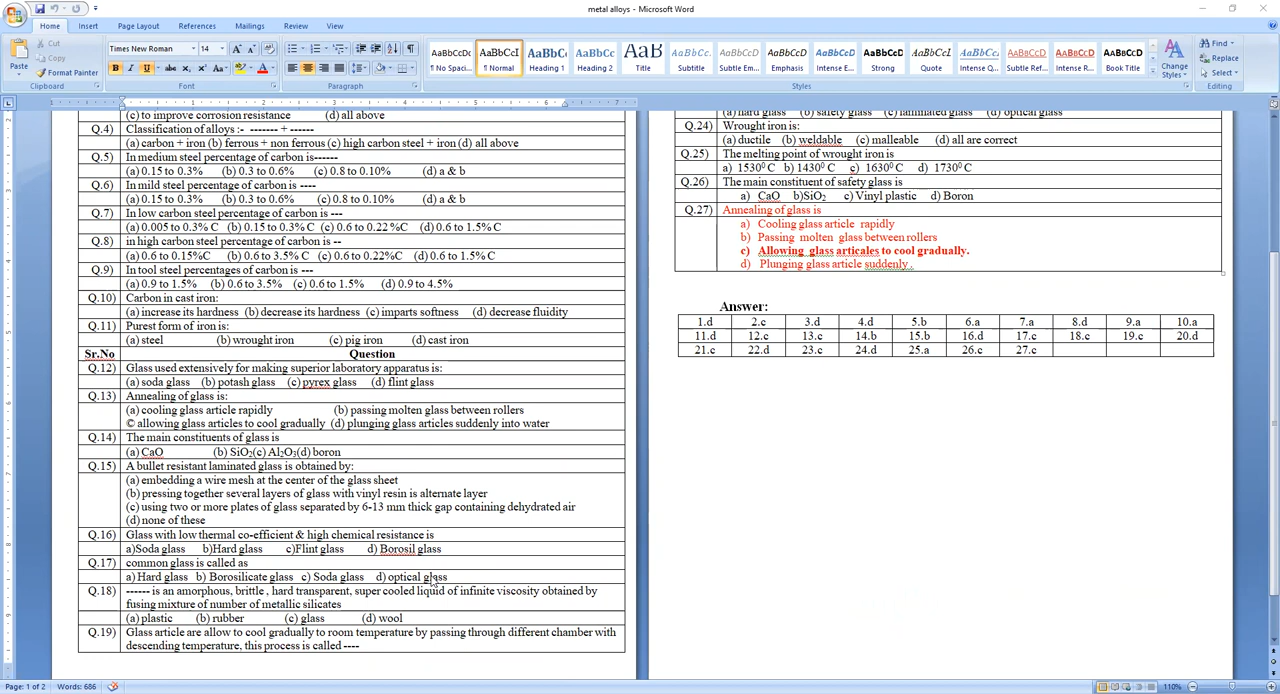 metal alloys - Microsoft Word
Home Insert Page Layout References Mailings Review View
Cut
Copy
Format Painter
Paste
Clipboard
Times New Roman 14
Font
Paragraph
AaBbCcDc AaBbCcI AaBbCc AaBbCc AaB AaBbCcI AaBbCcDc AaBbCcDc AaBbCcDc AaBbCcDc AaBbCcDc AaBbCcDc AaBbCcDc AaBbCcDc
¶ No Spaci... ¶ Normal Heading 1 Heading 2 Title Subtitle Subtle Em... Emphasis Intense E... Strong Quote Intense Q... Subtle Ref... Intense R... Book Title
Change Styles
Styles
Find
Replace
Select
Editing
(c) to improve corrosion resistance (d) all above
Q.4) Classification of alloys :- ------- + ------
(a) carbon + iron (b) ferrous + non ferrous (c) high carbon steel + iron (d) all above
Q.5) In medium steel percentage of carbon is------
(a) 0.15 to 0.3% (b) 0.3 to 0.6% (c) 0.8 to 0.10% (d) a & b
Q.6) In mild steel percentage of carbon is ----
(a) 0.15 to 0.3% (b) 0.3 to 0.6% (c) 0.8 to 0.10% (d) a & b
Q.7) In low carbon steel percentage of carbon is ---
(a) 0.005 to 0.3% C (b) 0.15 to 0.3% C (c) 0.6 to 0.22 %C (d) 0.6 to 1.5% C
Q.8) in high carbon steel percentage of carbon is --
(a) 0.6 to 0.15%C (b) 0.6 to 3.5% C (c) 0.6 to 0.22%C (d) 0.6 to 1.5% C
Q.9) In tool steel percentages of carbon is ---
(a) 0.9 to 1.5% (b) 0.6 to 3.5% (c) 0.6 to 1.5% (d) 0.9 to 4.5%
Q.10) Carbon in cast iron:
(a) increase its hardness (b) decrease its hardness (c) imparts softness (d) decrease fluidity
Q.11) Purest form of iron is:
(a) steel (b) wrought iron (c) pig iron (d) cast iron
Sr.No Question
Q.12) Glass used extensively for making superior laboratory apparatus is:
(a) soda glass (b) potash glass (c) pyrex glass (d) flint glass
Q.13) Annealing of glass is:
(a) cooling glass article rapidly (b) passing molten glass between rollers
© allowing glass articles to cool gradually (d) plunging glass articles suddenly into water
Q.14) The main constituents of glass is
(a) CaO (b) SiO2(c) Al2O3(d) boron
Q.15) A bullet resistant laminated glass is obtained by:
(a) embedding a wire mesh at the center of the glass sheet
(b) pressing together several layers of glass with vinyl resin is alternate layer
(c) using two or more plates of glass separated by 6-13 mm thick gap containing dehydrated air
(d) none of these
Q.16) Glass with low thermal co-efficient & high chemical resistance is
a)Soda glass b)Hard glass c)Flint glass d) Borosil glass
Q.17) common glass is called as
a) Hard glass b) Borosilicate glass c) Soda glass d) optical glass
Q.18) ------ is an amorphous, brittle , hard transparent, super cooled liquid of infinite viscosity obtained by
fusing mixture of number of metallic silicates
(a) plastic (b) rubber (c) glass (d) wool
Q.19) Glass article are allow to cool gradually to room temperature by passing through different chamber with
descending temperature, this process is called ----
(a) hard glass (b) safety glass (c) laminated glass (d) optical glass
Q.24) Wrought iron is:
(a) ductile (b) weldable (c) malleable (d) all are correct
Q.25) The melting point of wrought iron is
a) 1530⁰ C b) 1430⁰ C c) 1630⁰ C d) 1730⁰ C
Q.26) The main constituent of safety glass is
a) CaO b)SiO2 c) Vinyl plastic d) Boron
Q.27) Annealing of glass is
a) Cooling glass article rapidly
b) Passing molten glass between rollers
c) Allowing glass articales to cool gradually.
d) Plunging glass article suddenly .
Answer:
1.d 2.c 3.d 4.d 5.b 6.a 7.a 8.d 9.a 10.a
11.d 12.c 13.c 14.b 15.b 16.d 17.c 18.c 19.c 20.d
21.c 22.d 23.c 24.d 25.a 26.c 27.c
Page: 1 of 2 Words: 686
110%